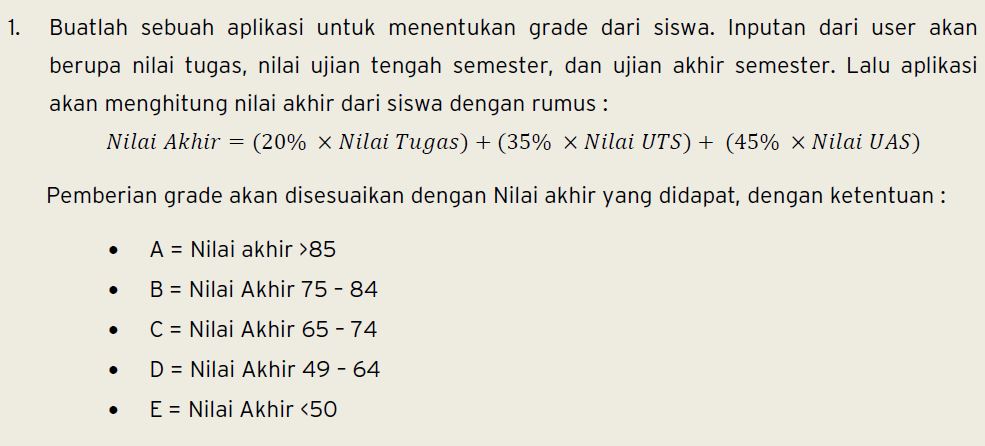 1. Buatlah sebuah aplikasi untuk menentukan grade dari siswa. Inputan dari user akan
berupa nilai tugas, nilai ujian tengah semester, dan ujian akhir semester. Lalu aplikasi
akan menghitung nilai akhir dari siswa dengan rumus :
Nilai Akhir = (20% × Nilai Tugas) + (35% × Nilai UTS) + (45% × Nilai UAS)
Pemberian grade akan disesuaikan dengan Nilai akhir yang didapat, dengan ketentuan :
• A = Nilai akhir >85
• B = Nilai Akhir 75 – 84
• C = Nilai Akhir 65 – 74
• D = Nilai Akhir 49 – 64
• E = Nilai Akhir <50